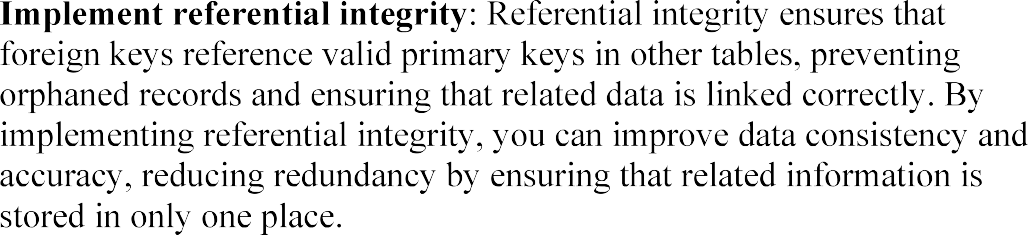 Implement referential integrity: Referential integrity ensures that
foreign keys reference valid primary keys in other tables, preventing
orphaned records and ensuring that related data is linked correctly. By
implementing referential integrity, you can improve data consistency and
accuracy, reducing redundancy by ensuring that related information is
stored in only one place.